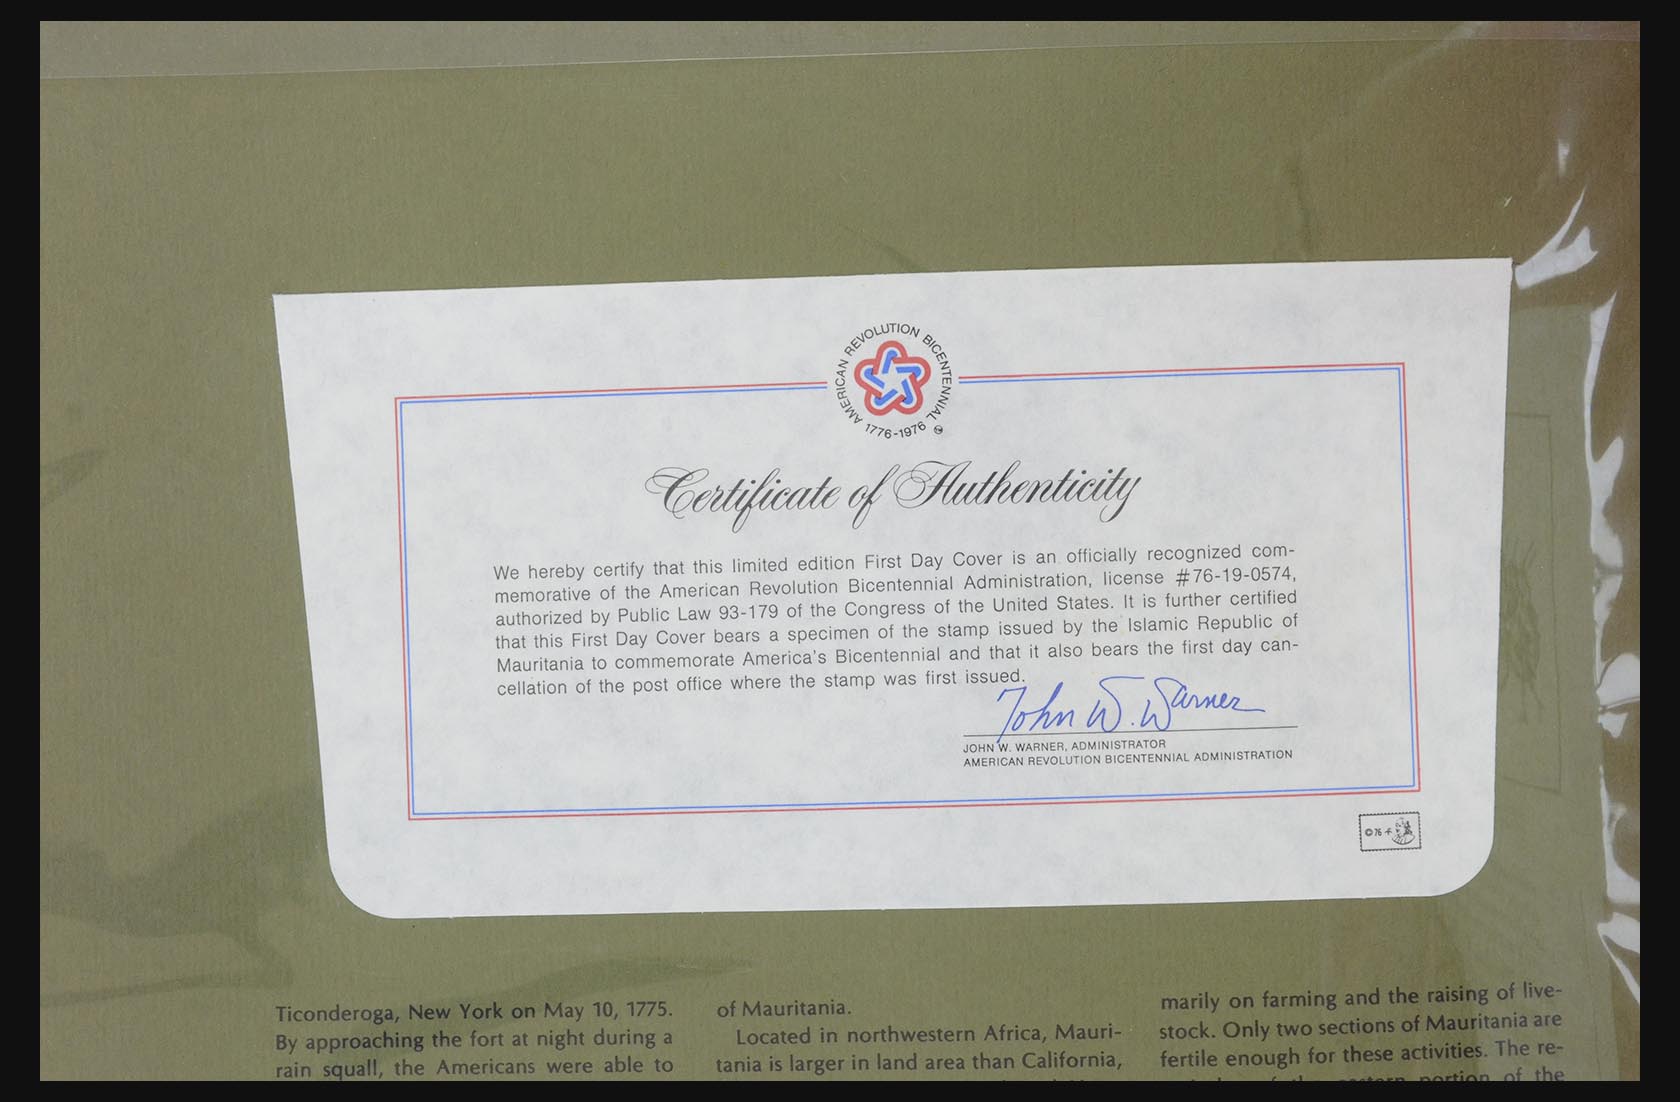 AMERICAN REVOLUTION BICENTENNIAL
1776-1976
Certificate of Authenticity
We hereby certify that this limited edition First Day Cover is an officially recognized com-
memorative of the American Revolution Bicentennial Administration, license #76-19-0574,
authorized by Public Law 93-179 of the Congress of the United States. It is further certified
that this First Day Cover bears a specimen of the stamp issued by the Islamic Republic of
Mauritania to commemorate America's Bicentennial and that it also bears the first day can-
cellation of the post office where the stamp was first issued.
John W. Warner
JOHN W. WARNER, ADMINISTRATOR
AMERICAN REVOLUTION BICENTENNIAL ADMINISTRATION
©76
Ticonderoga, New York on May 10, 1775.
By approaching the fort at night during a
rain squall, the Americans were able to
of Mauritania.
Located in northwestern Africa, Mauri-
tania is larger in land area than California,
marily on farming and the raising of live-
stock. Only two sections of Mauritania are
fertile enough for these activities. The re-
eastern portion of the